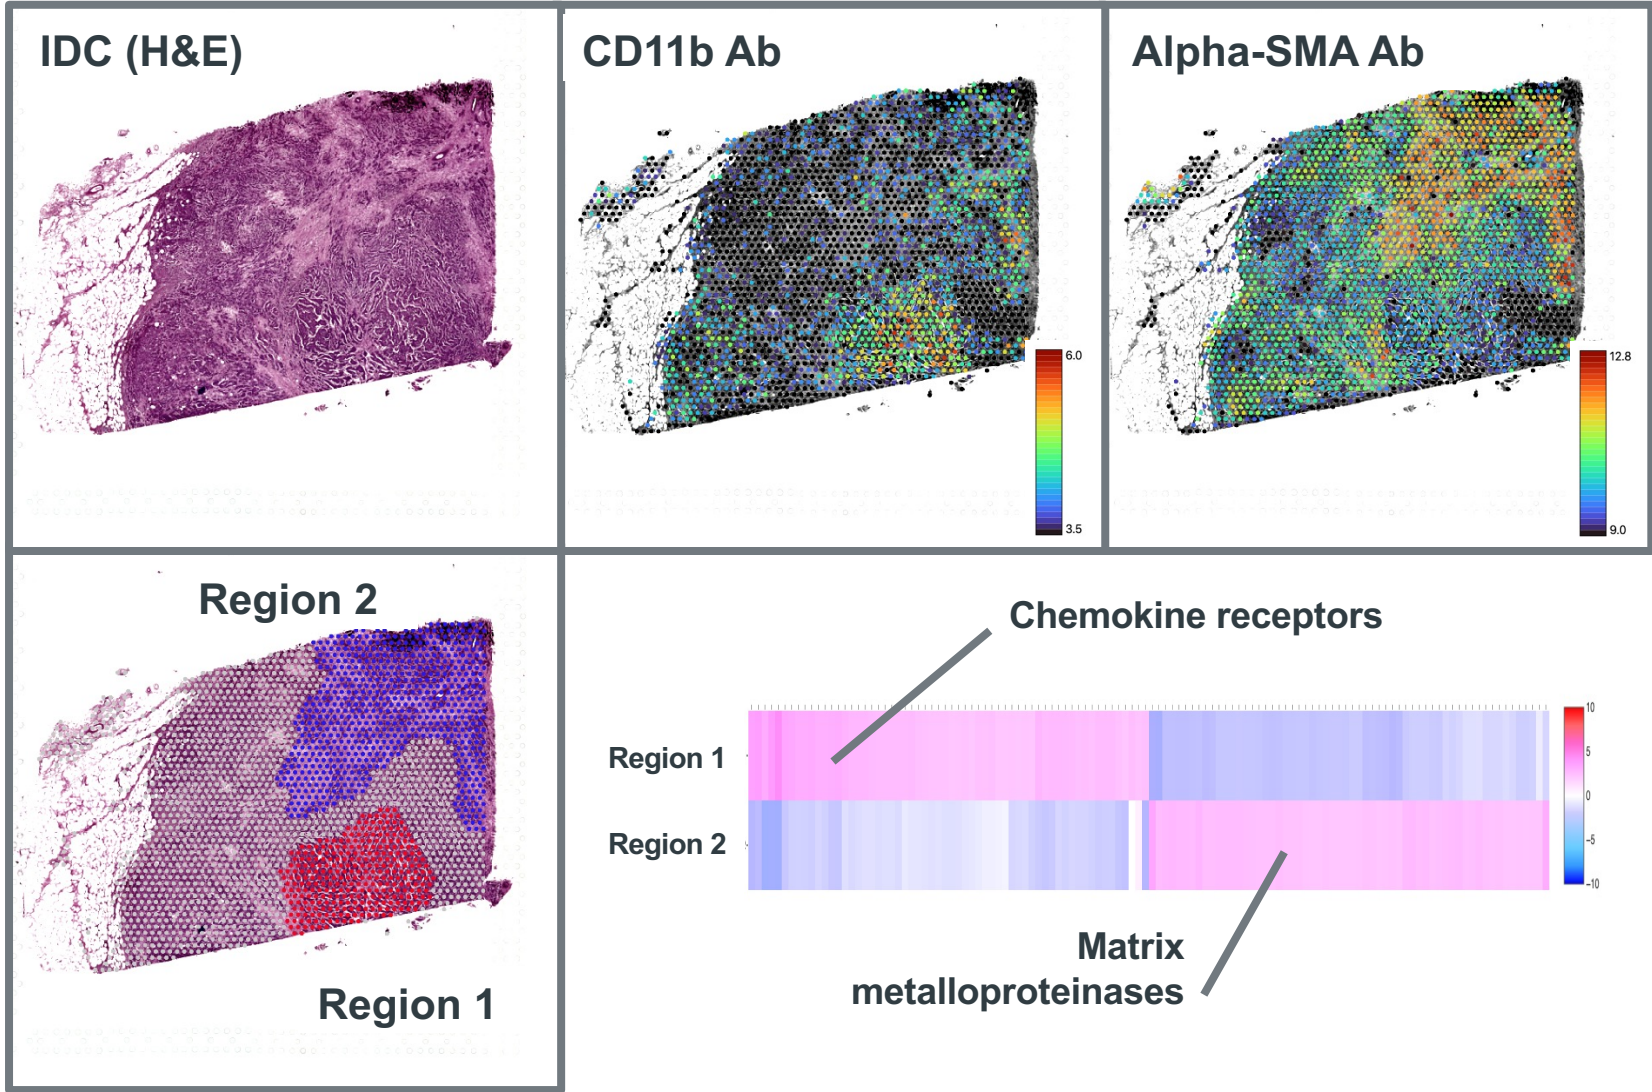 IDC (H&E)
CD11b Ab
Alpha-SMA Ab
6.0
3.5
12.8
9.0
Region 2
Region 1
Chemokine receptors
Region 1
Region 2
10
5
0
−5
−10
Matrix
metalloproteinases